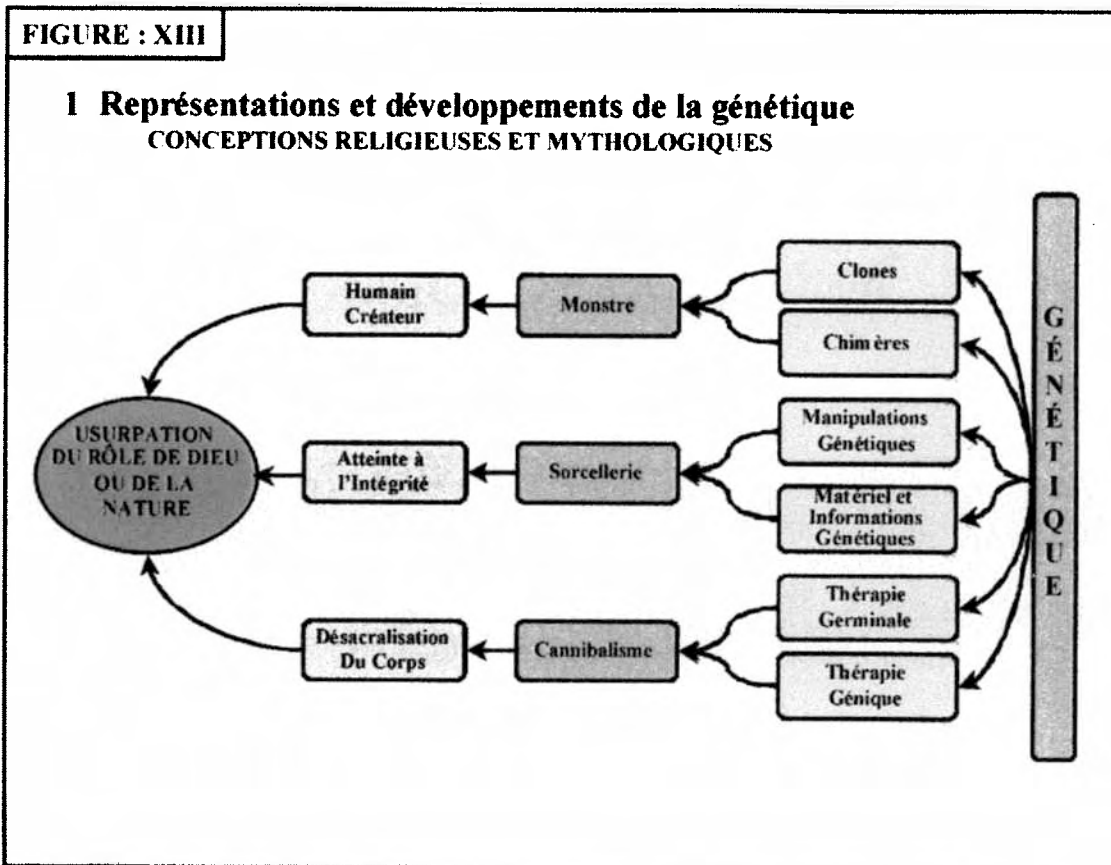 FIGURE : XIII
1 Représentations et développements de la génétique
CONCEPTIONS RELIGIEUSES ET MYTHOLOGIQUES
Humain
Créateur
Monstre
Clones
Chimères
USURPATION
DU RÔLE DE DIEU
OU DE LA
NATURE
Atteinte à
l'Intégrité
Sorcellerie
Manipulations
Génétiques
Matériel et
Informations
Génétiques
Désacralisation
Du Corps
Cannibalisme
Thérapie
Germinale
Thérapie
Génique
G
É
N
É
T
I
Q
U
E